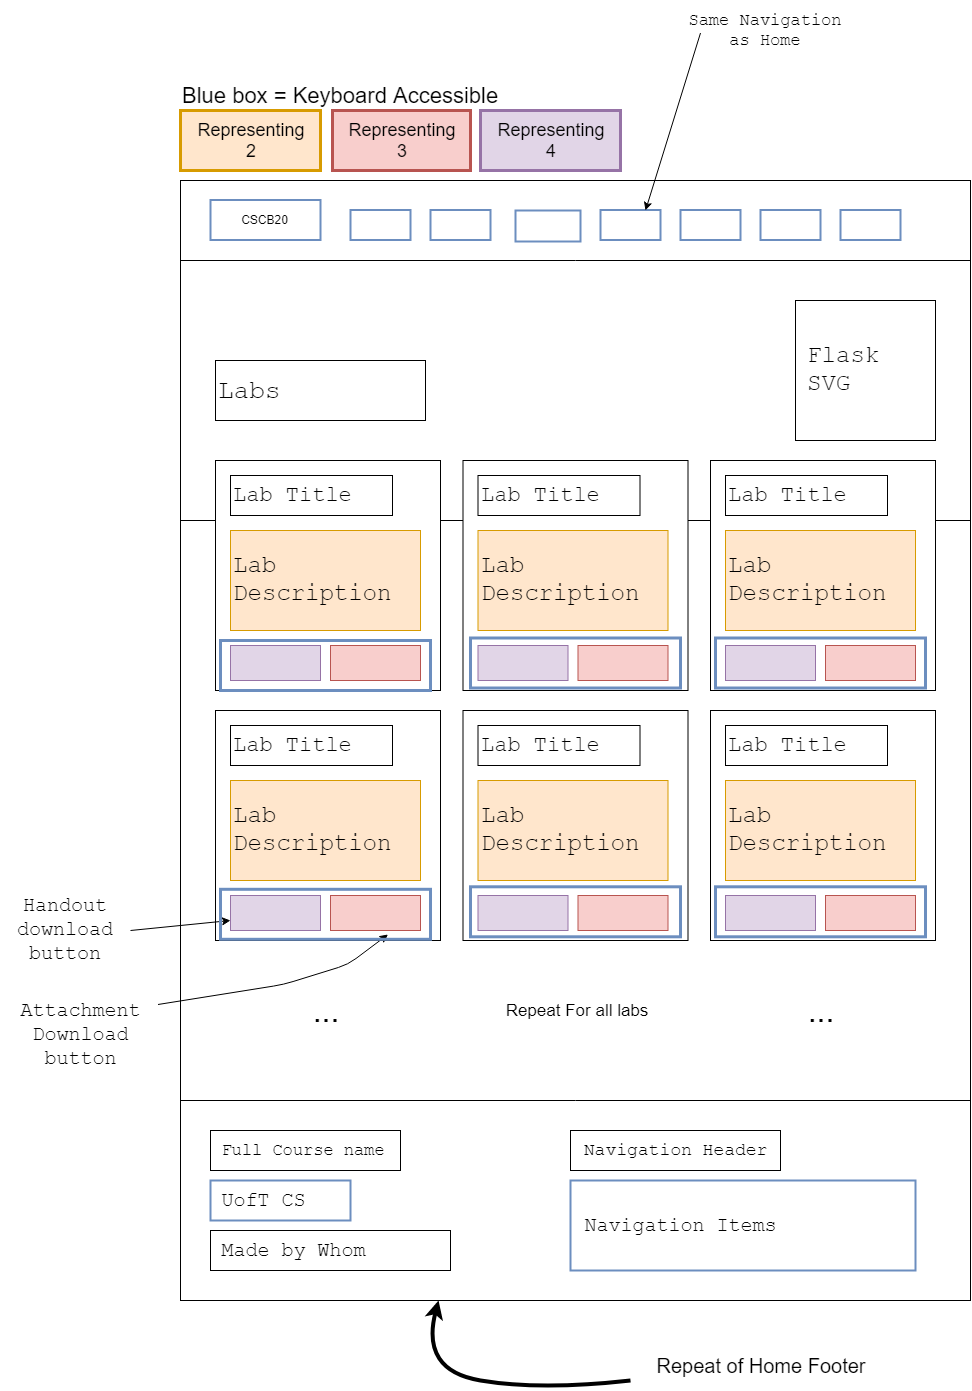 Same Navigation
as Home
Blue box = Keyboard Accessible
Representing
2
Representing
3
Representing
4
CSCB20
Flask
SVG
Labs
Lab Title
Lab Title
Lab Title
Lab
Description
Lab
Description
Lab
Description
Lab Title
Lab Title
Lab Title
Lab
Description
Lab
Description
Lab
Description
Handout
download
button
Attachment
Download
button
...
Repeat For all labs
...
Full Course name
Navigation Header
UofT CS
Navigation Items
Made by Whom
Repeat of Home Footer